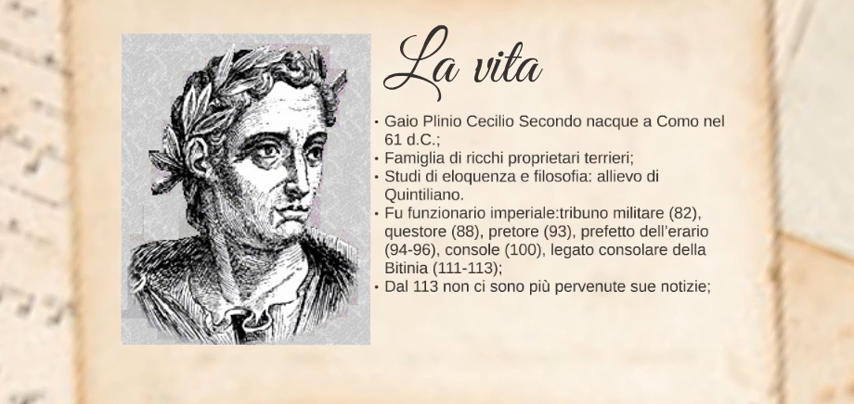 La vita
• Gaio Plinio Cecilio Secondo nacque a Como nel
61 d.C.;
• Famiglia di ricchi proprietari terrieri;
• Studi di eloquenza e filosofia: allievo di
Quintiliano.
• Fu funzionario imperiale:tribuno militare (82),
questore (88), pretore (93), prefetto dell'erario
(94-96), console (100), legato consolare della
Bitinia (111-113);
• Dal 113 non ci sono più pervenute sue notizie;